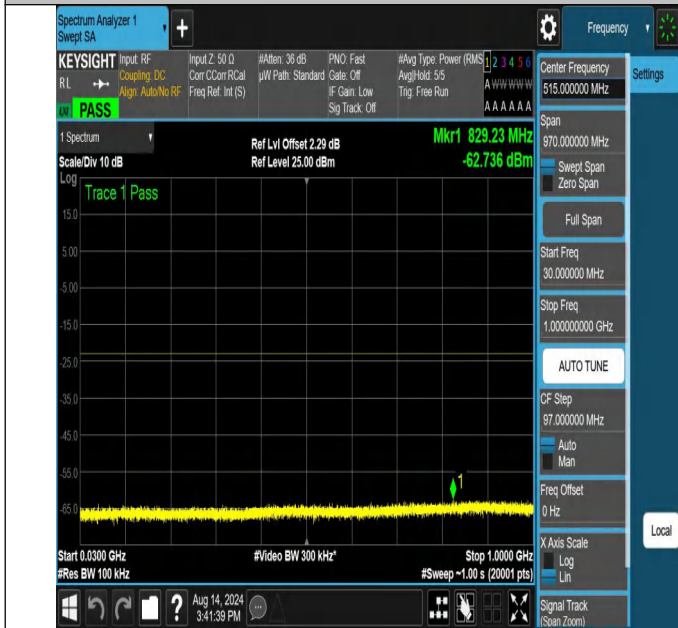 Spectrum Analyzer 1
Swept SA
Frequency
KEYSIGHT
Input: RF
Input Z: 50 Ω
#Atten: 36 dB
PNO: Fast
#Avg Type: Power (RMS
1 2 3 4 5 6
RL
Coupling: DC
Corr CCorr RCal
µW Path: Standard
Gate: Off
Avg|Hold: 5/5
A W W W W W
Align: Auto/No RF
Freq Ref: Int (S)
IF Gain: Low
Trig: Free Run
Sig Track: Off
A A A A A A
PASS
1 Spectrum
Scale/Div 10 dB
Ref Lvl Offset 2.29 dB
Ref Level 25.00 dBm
Mkr1 829.23 MHz
-62.736 dBm
Log
Trace 1 Pass
15.0
5.00
-5.00
-15.0
-25.0
-35.0
-45.0
-55.0
-65.0
1
Start 0.0300 GHz
#Video BW 300 kHz*
Stop 1.0000 GHz
#Res BW 100 kHz
#Sweep ~1.00 s (20001 pts)
Aug 14, 2024
3:41:39 PM
Center Frequency
515.000000 MHz
Settings
Span
970.000000 MHz
Swept Span
Zero Span
Full Span
Start Freq
30.000000 MHz
Stop Freq
1.000000000 GHz
AUTO TUNE
CF Step
97.000000 MHz
Auto
Man
Freq Offset
0 Hz
Local
X Axis Scale
Log
Lin
Signal Track
(Span Zoom)